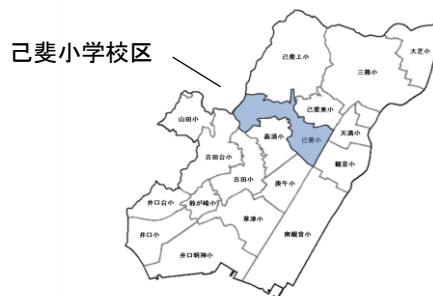 己斐小学校区
大芝小
己斐上小
三篠小
山田小
己斐東小
天満小
高須小
己斐小
古田台小
観音小
古田小
庚午小
井口台小
鈴が峰小
草津小
井口小
南観音小
井口明神小